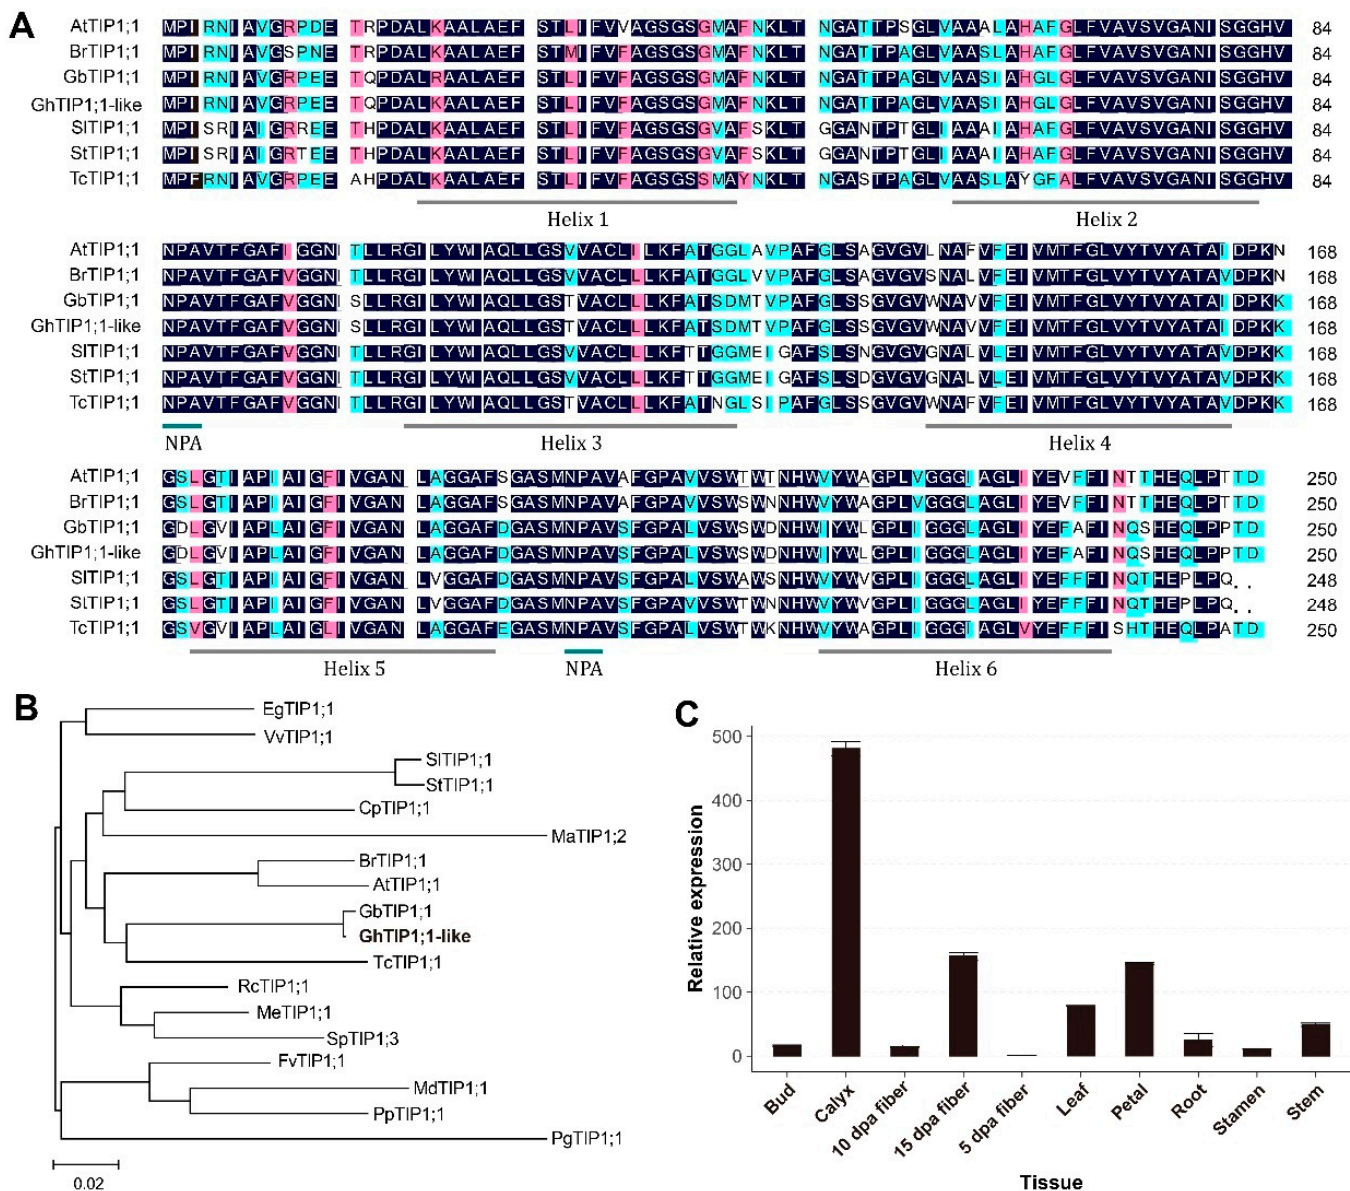 A
AtTIP1;1 MPIRNIAVGRPDE TRPDALKAALAEF STLIFVVAGSGSGMAFNKLT NGATTPSGLVAAALAHAFGLFVAVSVGANISGGHV 84
BrTIP1;1 MPIRNIAVGSPNE TRPDALKAALAEF STMIFVFAGSGSGMAFNKLT NGATTPAGLVAASLAHAFGLFVAVSVGANISGGHV 84
GbTIP1;1 MPIRNIAVGRPEE TQPDALRAALAEF STLIFVFAGSGSGMAFNKLT NGATTPAGLVAASIAHGLGLFVAVSVGANISGGHV 84
GhTIP1;1-like MPIRNIAVGRPEE TQPDALKAALAEF STLIFVFAGSGSGMAFNKLT NGATTPAGLVAASIAHGLGLFVAVSVGANISGGHV 84
SlTIP1;1 MPISRIAIGRREE THPDALKAALAEF STLIFVFAGSGSGVAFSKLT GGANTPTGLIAAAIAHAFGLFVAVSVGANISGGHV 84
StTIP1;1 MPISRIAIGRTEE THPDALKAALAEF STLIFVFAGSGSGVAFSKLT GGANTPTGLIAAAIAHAFGLFVAVSVGANISGGHV 84
TcTIP1;1 MPFRNIAVGRPEE AHPDALKAALAEF STLIFVFAGSGSSMAYNKLT NGASTPAGLVAASLAYGFALFVAVSVGANISGGHV 84
Helix 1 Helix 2
AtTIP1;1 NPAVTFGAFIGGNITLLRGILYWIAQLLGSVVACLILKFATGGLAVPAFGLSAGVGVLNAFVFEIVMTFGLVYTVYATAIDPKN 168
BrTIP1;1 NPAVTFGAFVGGNITLLRGILYWIAQLLGSVVACLLLKFATGGLVVPAFGLSAGVGVSNALVFEIVMTFGLVYTVYATAVDPKN 168
GbTIP1;1 NPAVTFGAFVGGNISLLRGILYWIAQLLGSTVACLLLKFATSDMTVPAFGLSSGVGVWNAVVFEIVMTFGLVYTVYATAIDPKK 168
GhTIP1;1-like NPAVTFGAFVGGNISLLRGILYWIAQLLGSTVACLLLKFATSDMTVPAFGLSSGVGVWNAVVFEIVMTFGLVYTVYATAIDPKK 168
SlTIP1;1 NPAVTFGAFVGGNITLLRGILYWIAQLLGSVVACLLLKFTTGGMEIGAFSLSNGVGVGNALVLEIVMTFGLVYTVYATAVDPKK 168
StTIP1;1 NPAVTFGAFVGGNITLLRGILYWIAQLLGSVVACLLLKFTTGGMEIGAFSLSDGVGVGNALVLEIVMTFGLVYTVYATAVDPKK 168
TcTIP1;1 NPAVTFGAFVGGNITLLRGILYWIAQLLGSTVACLLLKFATNGLSIPAFGLSSGVGVWNAFVFEIVMTFGLVYTVYATAVDPKK 168
NPA Helix 3 Helix 4
AtTIP1;1 GSLGTIAPIAIGFIVGANILAGGAFSGASMNPAVAFGPAVVSWTWTNHWVYWAGPLVGGGIAGLIYEVFFINTTHEQLPTTD 250
BrTIP1;1 GSLGTIAPIAIGFIVGANILAGGAFSGASMNPAVAFGPAVVSWSWNNHWVYWAGPLVGGGIAGLIYEVFFINTTHEQLPTTD 250
GbTIP1;1 GDLGVIAPLAIGFIVGANILAGGAFDGASMNPAVSFGPALVSWSWDNHWIYWLGPLIGGGLAGLIYEFAFINQSHEQLPPTD 250
GhTIP1;1-like GDLGVIAPLAIGFIVGANILAGGAFDGASMNPAVSFGPALVSWSWDNHWIYWLGPLIGGGLAGLIYEFAFINQSHEQLPPTD 250
SlTIP1;1 GSLGTIAPIAIGFIVGANILVGGAFDGASMNPAVSFGPALVSWAWSNHWVYWVGPLIGGGLAGLIYEFFFINQTHEPLPQ.. 248
StTIP1;1 GSLGTIAPIAIGFIVGANILVGGAFDGASMNPAVSFGPAVVSWTWNNHWVYWVGPLIGGGLAGLIYEFFFINQTHEPLPQ.. 248
TcTIP1;1 GSVGVIAPLAIGLIVGANILAGGAFEGASMNPAVSFGPALVSWTWKNHWVYWAGPLIGGGIAGLVYEFFFISHTHEQLPATD 250
Helix 5 NPA Helix 6
B
EgTIP1;1
VvTIP1;1
SlTIP1;1
StTIP1;1
CpTIP1;1
MaTIP1;2
BrTIP1;1
AtTIP1;1
GbTIP1;1
GhTIP1;1-like
TcTIP1;1
RcTIP1;1
MeTIP1;1
SpTIP1;3
FvTIP1;1
MdTIP1;1
PpTIP1;1
PgTIP1;1
0.02
C
Relative expression
500
400
300
200
100
0
Bud
Calyx
10 dpa fiber
15 dpa fiber
5 dpa fiber
Leaf
Petal
Root
Stamen
Stem
Tissue